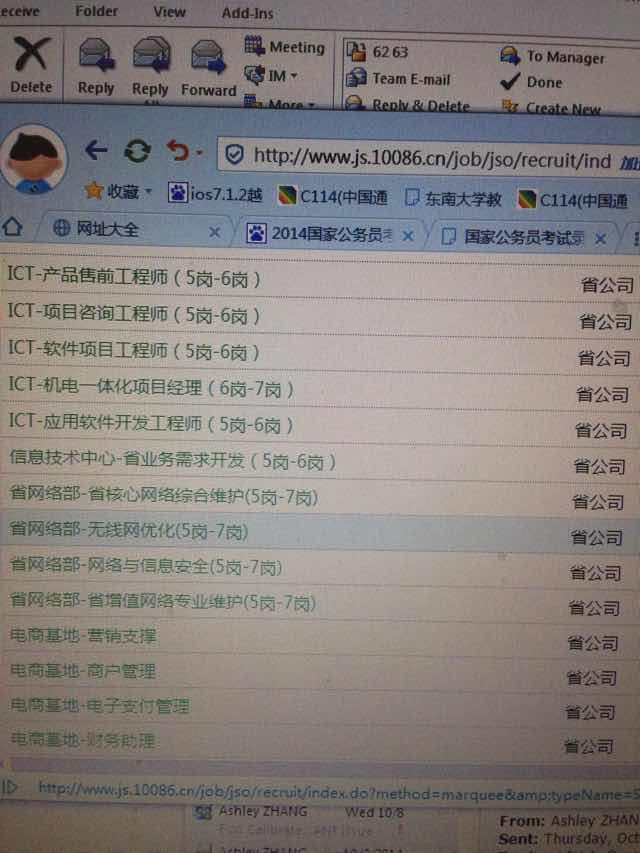 eceive Folder View Add-Ins
Delete Reply Reply All Forward Meeting IM More 62 63 Team E-mail Reply & Delete To Manager Done Create New
http://www.js.10086.cn/job/jso/recruit/ind
收藏 ios7.1.2越 C114(中国通 东南大学教 C114(中国通
网址大全 2014国家公务员考 国家公务员考试录
ICT-产品售前工程师（5岗-6岗） 省公司
ICT-项目咨询工程师（5岗-6岗） 省公司
ICT-软件项目工程师（5岗-6岗） 省公司
ICT-机电一体化项目经理（6岗-7岗） 省公司
ICT-应用软件开发工程师（5岗-6岗） 省公司
信息技术中心-省业务需求开发（5岗-6岗） 省公司
省网络部-省核心网络综合维护(5岗-7岗) 省公司
省网络部-无线网优化(5岗-7岗) 省公司
省网络部-网络与信息安全(5岗-7岗) 省公司
省网络部-省增值网络专业维护(5岗-7岗) 省公司
电商基地-营销支撑 省公司
电商基地-商户管理 省公司
电商基地-电子支付管理 省公司
电商基地-财务助理 省公司
http://www.js.10086.cn/job/jso/recruit/index.do?method=marquee&amp;typeName=S
Ashley ZHANG Wed 10/8
From: Ashley ZHAN
Sent: Thursday, Oct